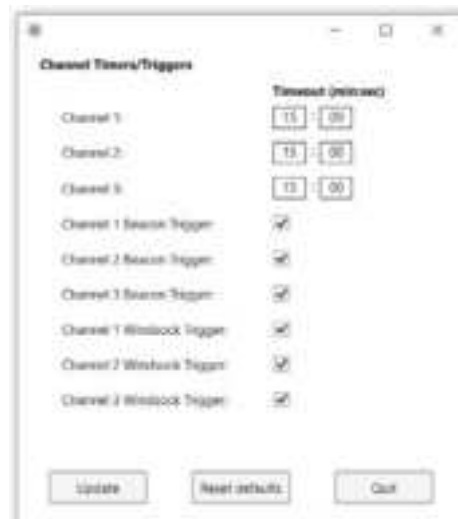 Channel Timers/Triggers
Timeout (min:sec)
Channel 1: 15 : 00
Channel 2: 15 : 00
Channel 3: 15 : 00
Channel 1 Beacon Trigger:
Channel 2 Beacon Trigger:
Channel 3 Beacon Trigger:
Channel 1 Windsock Trigger:
Channel 2 Windsock Trigger:
Channel 3 Windsock Trigger:
Update Reset defaults Quit